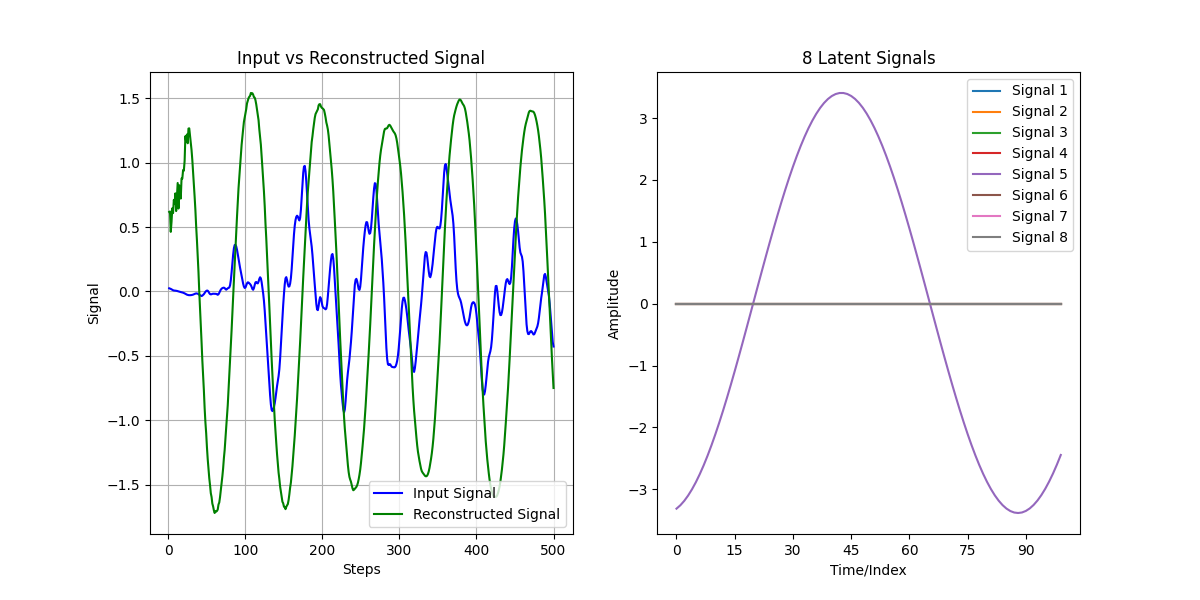 Input vs Reconstructed Signal
1.5
1.0
0.5
0.0
−0.5
−1.0
−1.5
Signal
0
100
200
300
400
500
Steps
Input Signal
Reconstructed Signal
8 Latent Signals
3
2
1
0
−1
−2
−3
Amplitude
0
15
30
45
60
75
90
Time/Index
Signal 1
Signal 2
Signal 3
Signal 4
Signal 5
Signal 6
Signal 7
Signal 8